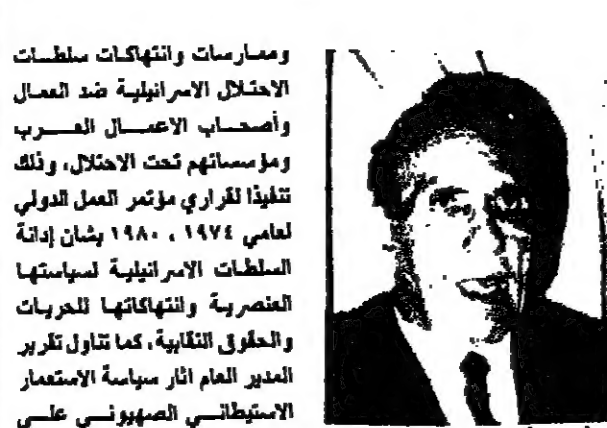 وممارسات وانتهاكات سلطات
الاحتلال الاسرائيلية ضد العمال
وأصحاب الاعمال العرب
ومؤسساتهم تحت الاحتلال، وذلك
تنفيذا لقراري مؤتمر العمل الدولي
لعامي ١٩٧٤ ، ١٩٨٠ بشان إدانة
السلطات الاسرائيلية لسياستها
العنصرية وانتهاكاتها للحريات
والحقوق النقابية، كما تناول تقرير
المدير العام اثار سياسة الاستعمار
الاستيطاني الصهيوني على